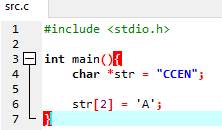 src.c
1 #include <stdio.h>
2
3 int main(){
4 char *str = "CCEN";
5
6 str[2] = 'A';
7 }